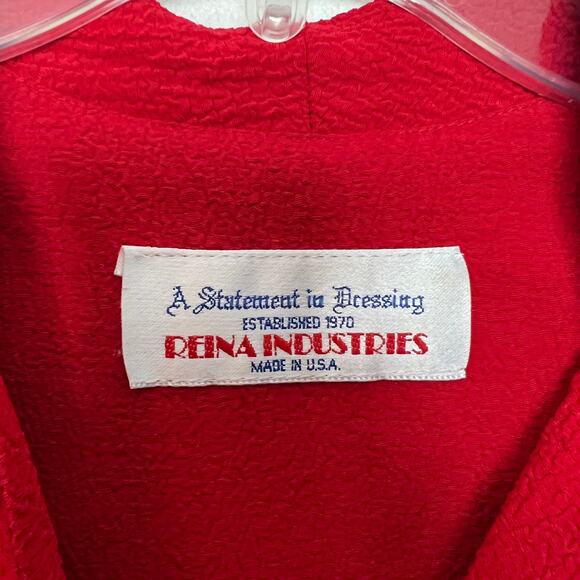 A Statement in Dressing
ESTABLISHED 1970
REINA INDUSTRIES
MADE IN U.S.A.